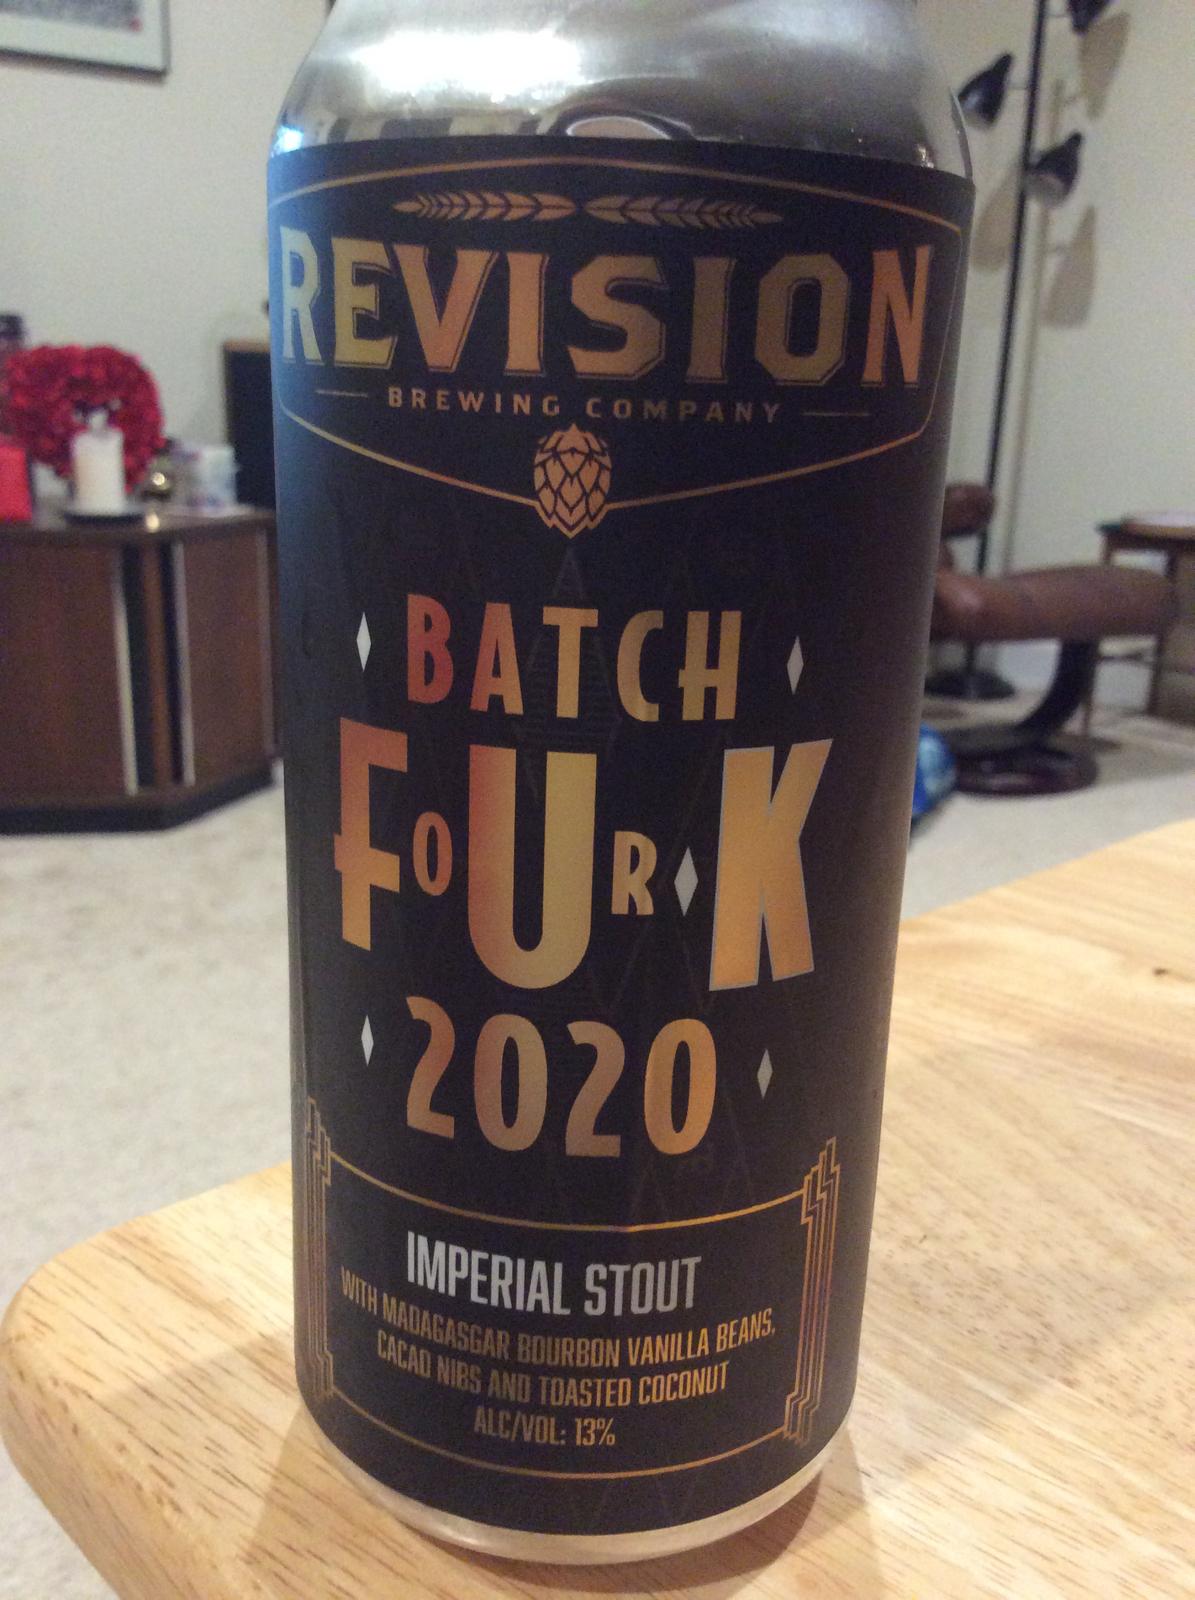 REVISION
BREWING COMPANY
BATCH
FOUR K
2020
IMPERIAL STOUT
WITH MADAGASGAR BOURBON VANILLA BEANS,
CACAO NIBS AND TOASTED COCONUT
ALC/VOL: 13%